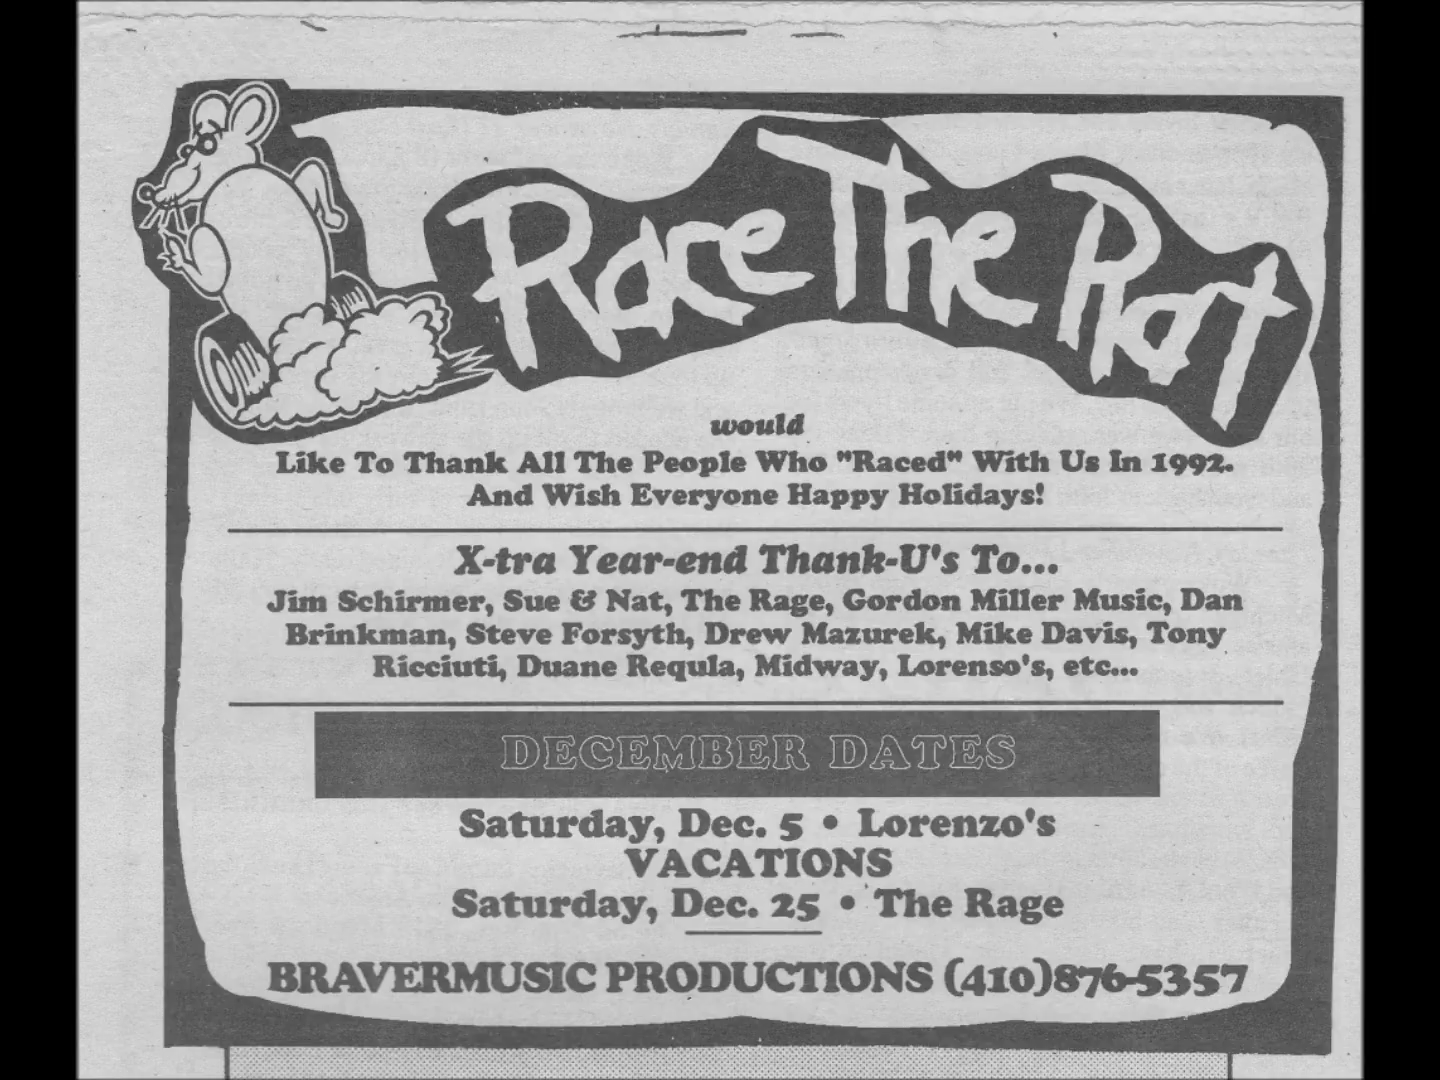 Race The Rat
would
Like To Thank All The People Who "Raced" With Us In 1992.
And Wish Everyone Happy Holidays!
X-tra Year-end Thank-U's To...
Jim Schirmer, Sue & Nat, The Rage, Gordon Miller Music, Dan
Brinkman, Steve Forsyth, Drew Mazurek, Mike Davis, Tony
Ricciuti, Duane Requla, Midway, Lorenso's, etc...
DECEMBER DATES
Saturday, Dec. 5 • Lorenzo's
VACATIONS
Saturday, Dec. 25 • The Rage
BRAVERMUSIC PRODUCTIONS (410)876-5357